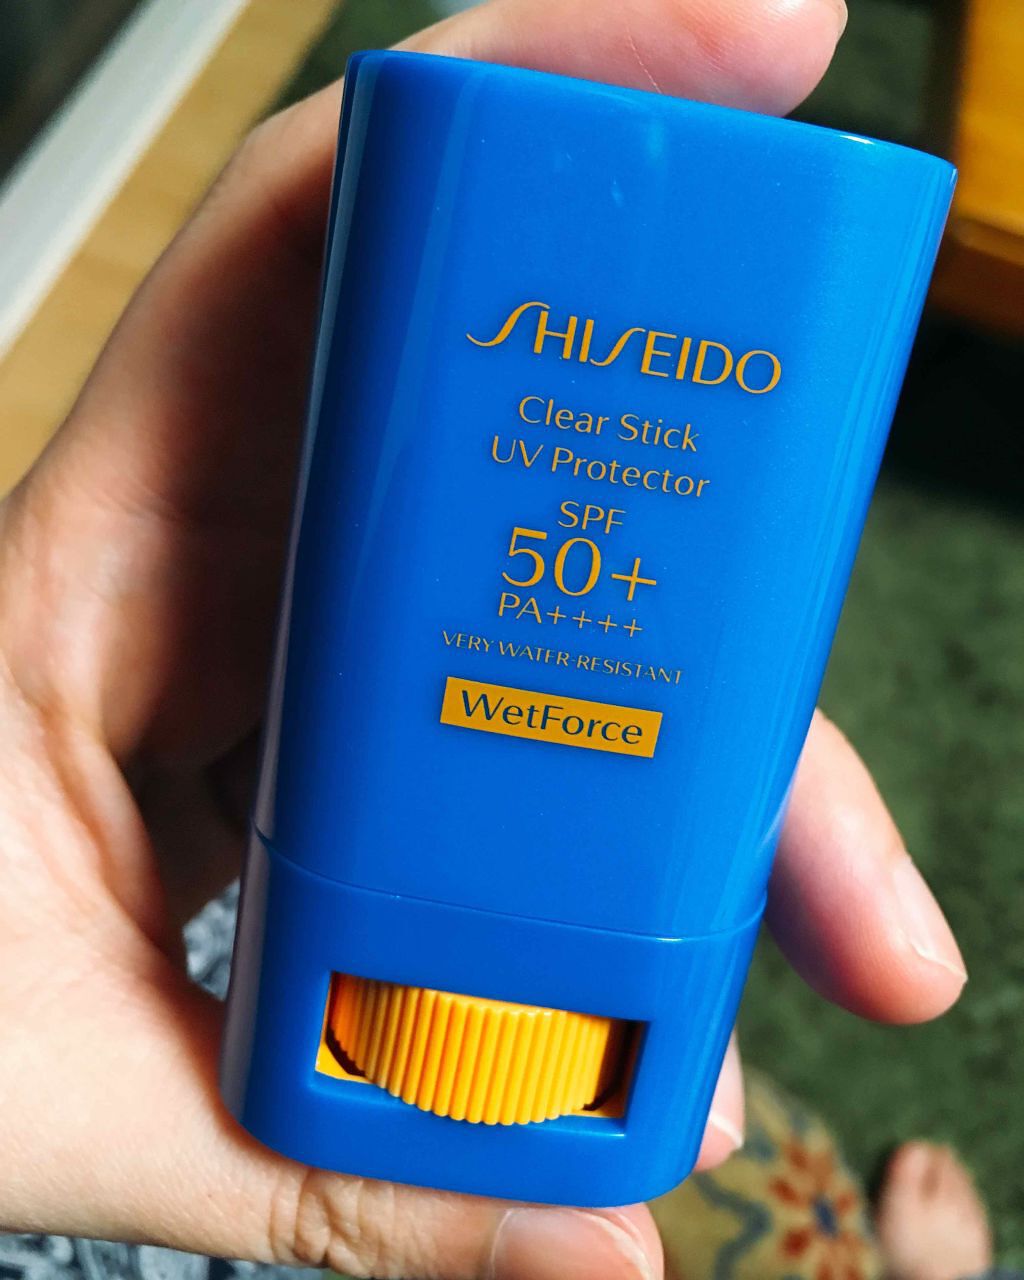 SHISEIDO
Clear Stick
UV Protector
SPF
50+
PA++++
VERY WATER-RESISTANT
WetForce